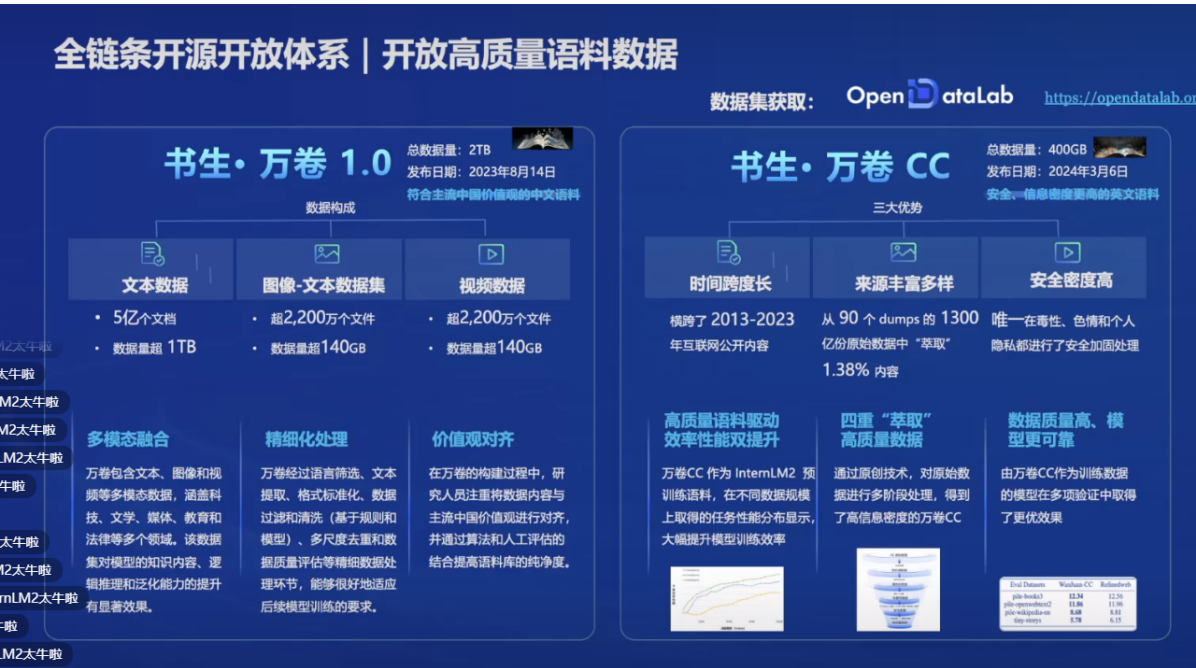 全链条开源开放体系 | 开放高质量语料数据
数据集获取：
OpenDataLab
https://opendatalab.or
书生·万卷 1.0
总数据量：2TB
发布日期：2023年8月14日
符合主流中国价值观的中文语料
数据构成
文本数据
图像-文本数据集
视频数据
• 5亿个文档
• 数据量超 1TB
• 超2,200万个文件
• 数据量超140GB
• 超2,200万个文件
• 数据量超140GB
多模态融合
万卷包含文本、图像和视
频等多模态数据，涵盖科
技、文学、媒体、教育和
法律等多个领域。该数据
集对模型的知识内容、逻
辑推理和泛化能力的提升
有显著效果。
精细化处理
万卷经过语言筛选、文本
提取、格式标准化、数据
过滤和清洗（基于规则和
模型）、多尺度去重和数
据质量评估等精细数据处
理环节，能够很好地适应
后续模型训练的要求。
价值观对齐
在万卷的构建过程中，研
究人员注重将数据内容与
主流中国价值观进行对齐，
并通过算法和人工评估的
结合提高语料库的纯净度。
书生·万卷 CC
总数据量：400GB
发布日期：2024年3月6日
安全、信息密度更高的英文语料
三大优势
时间跨度长
来源丰富多样
安全密度高
横跨了 2013-2023
年互联网公开内容
从 90 个 dumps 的 1300
亿份原始数据中“萃取”
1.38% 内容
唯一在毒性、色情和个人
隐私都进行了安全加固处理
高质量语料驱动
效率性能双提升
万卷CC 作为 InternLM2 预
训练语料，在不同数据规模
上取得的任务性能分布显示，
大幅提升模型训练效率
四重“萃取”
高质量数据
通过原创技术，对原始数
据进行多阶段处理，得到
了高信息密度的万卷CC
数据质量高、模
型更可靠
由万卷CC作为训练数据
的模型在多项验证中取得
了更优效果
Eval Datasets Wanhuan-CC Refinedweb
pile-books3 12.34 12.56
pile-openwebtext2 11.86 11.96
pile-wikipedia-en 8.68 8.81
tiny-storys 5.78 6.15
M2太牛啦
太牛啦
M2太牛啦
M2太牛啦
LM2太牛啦
牛啦
太牛啦
M2太牛啦
rnLM2太牛啦
牛啦
LM2太牛啦